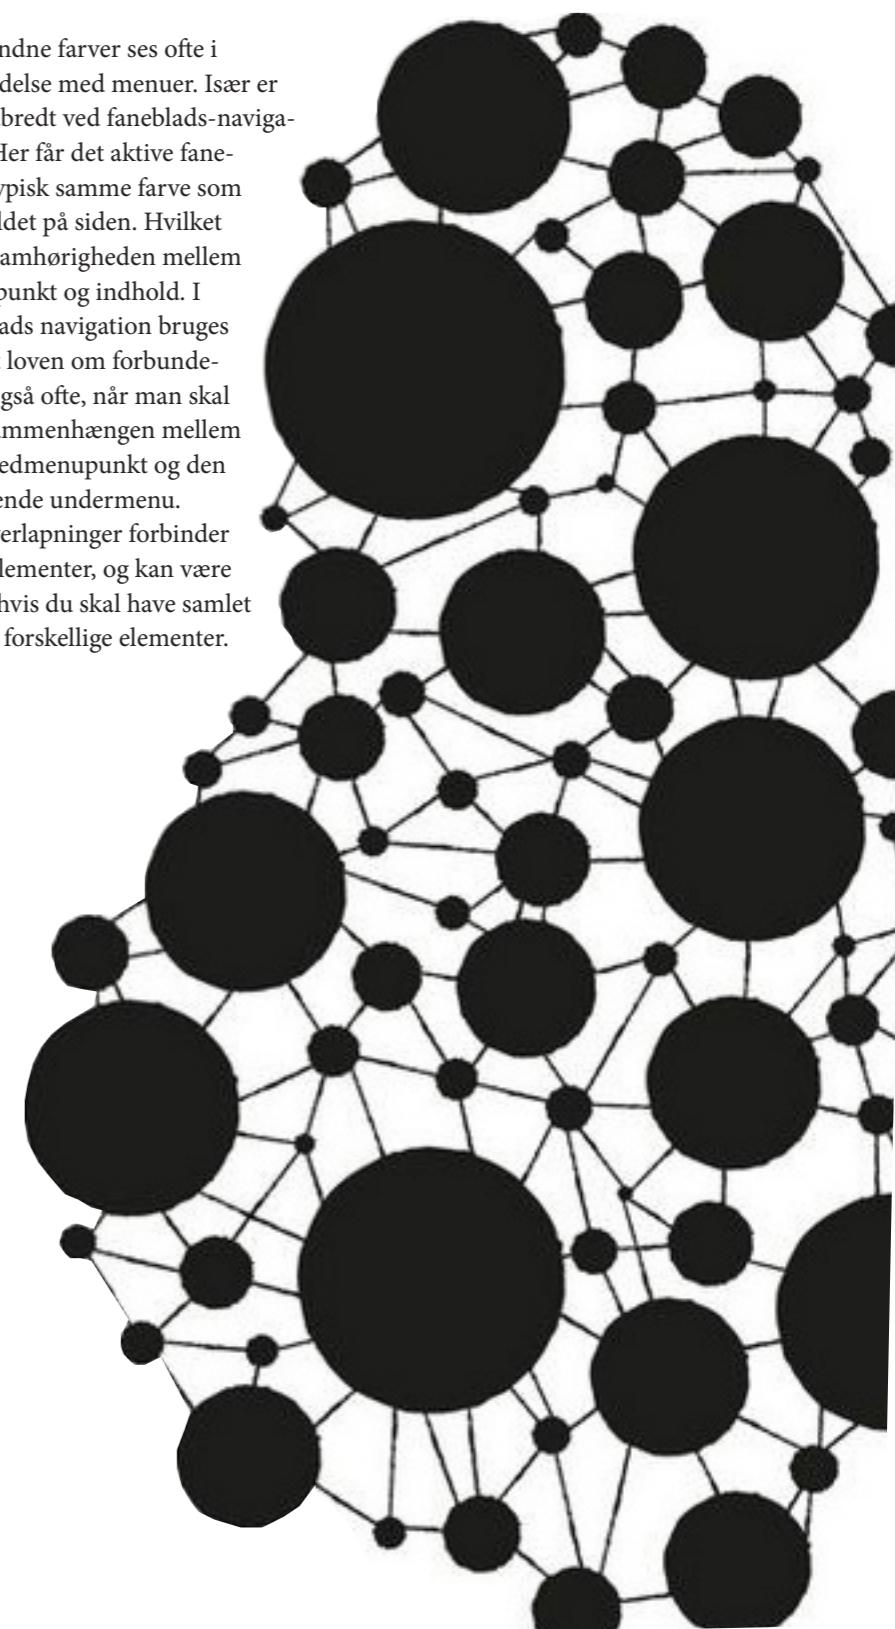 ndne farver ses ofte i
delse med menuer. Især er
bredt ved faneblads-naviga-
Her får det aktive fane-
ypisk samme farve som
ldet på siden. Hvilket
amhørigheden mellem
punkt og indhold. I
ads navigation bruges
t loven om forbunde-
gså ofte, når man skal
ammenhængen mellem
edmenupunkt og den
ende undermenu.
verlapninger forbinder
lementer, og kan være
hvis du skal have samlet
forskellige elementer.